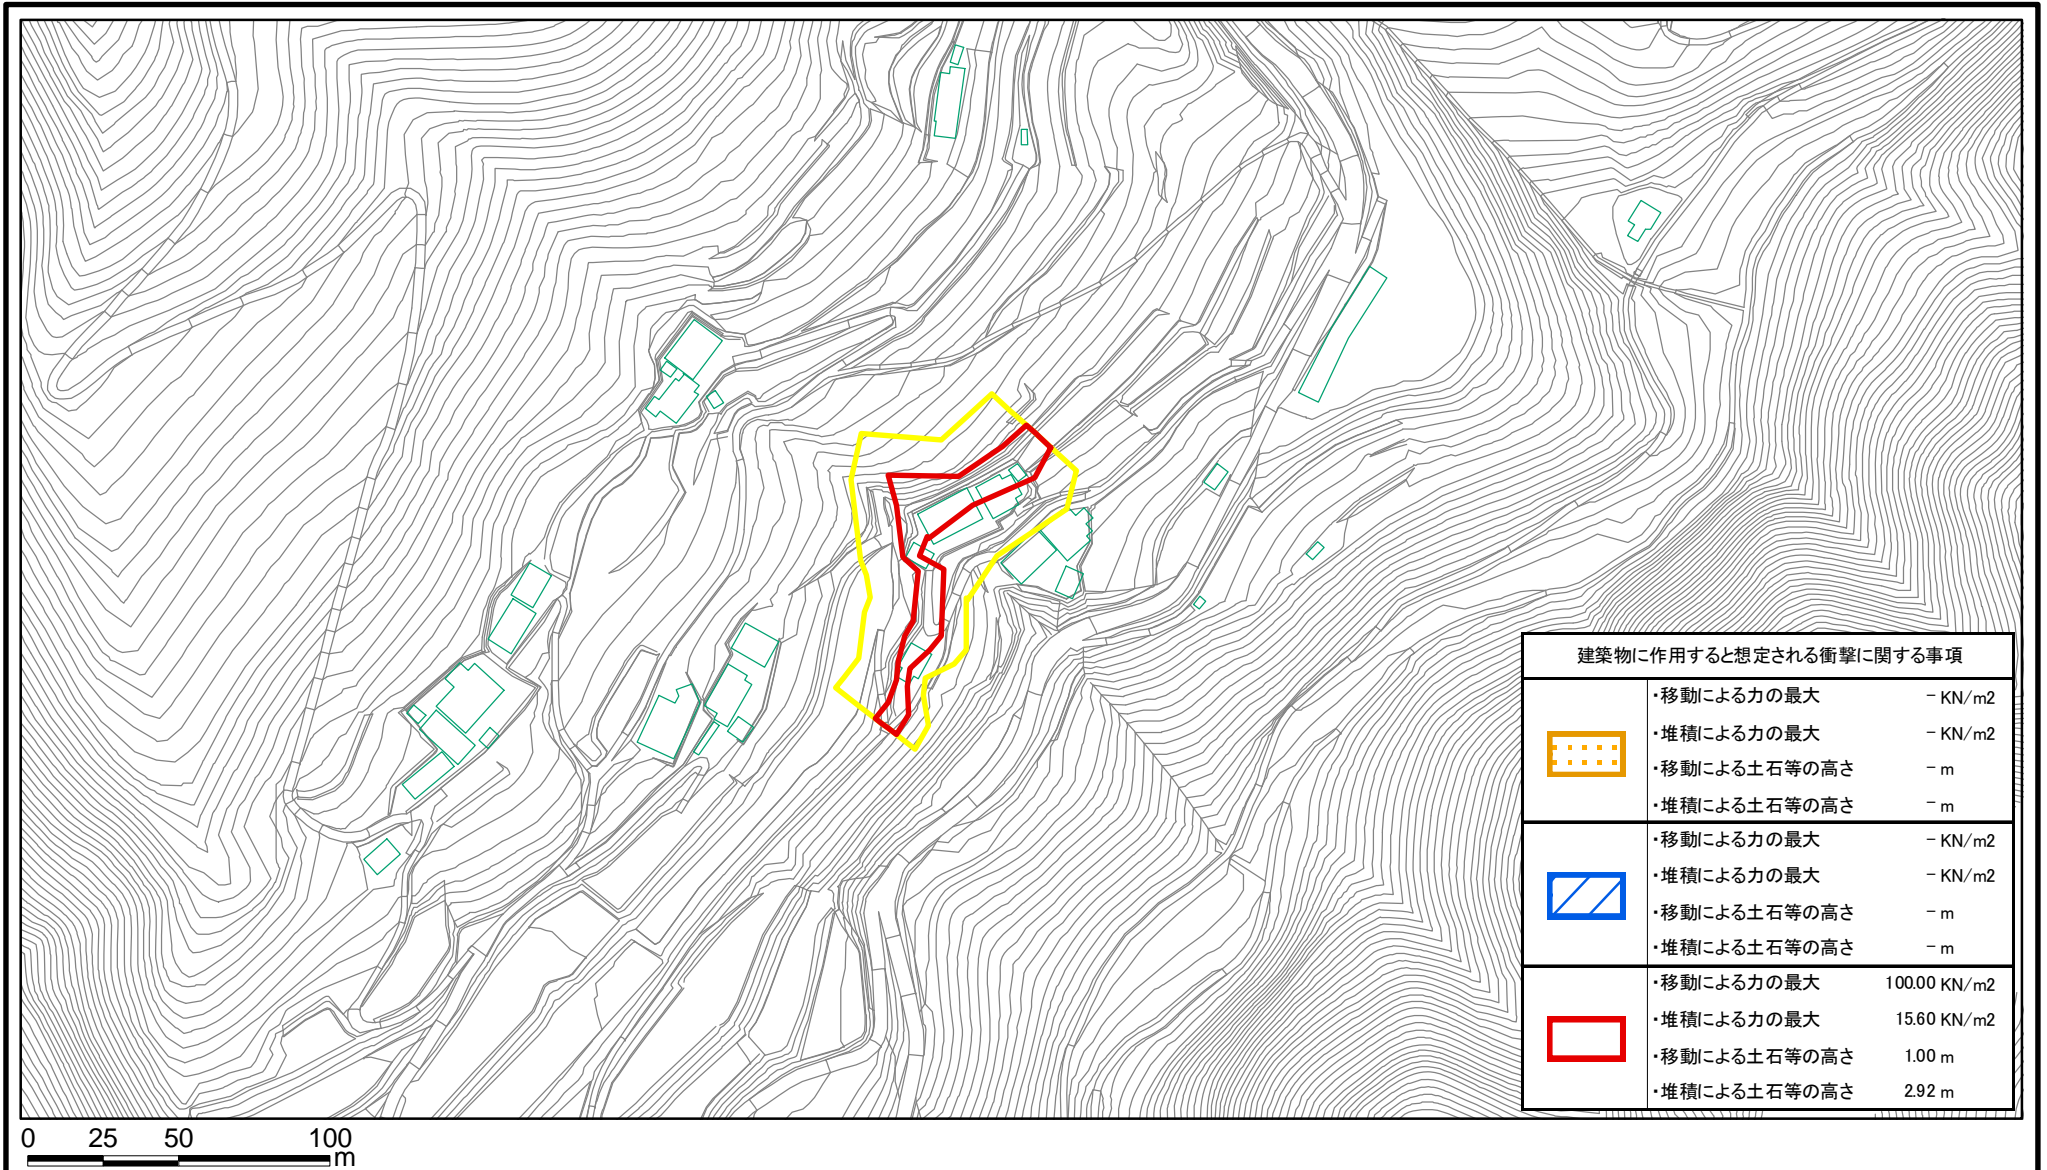 建築物に作用すると想定される衝撃に関する事項
・移動による力の最大 － KN/m2
・堆積による力の最大 － KN/m2
・移動による土石等の高さ － m
・堆積による土石等の高さ － m
・移動による力の最大 － KN/m2
・堆積による力の最大 － KN/m2
・移動による土石等の高さ － m
・堆積による土石等の高さ － m
・移動による力の最大 100.00 KN/m2
・堆積による力の最大 15.60 KN/m2
・移動による土石等の高さ 1.00 m
・堆積による土石等の高さ 2.92 m
0 25 50 100
m